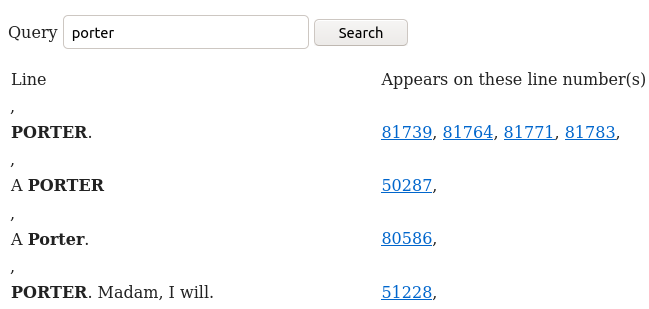 Query porter Search
Line Appears on these line number(s)
,
PORTER. 81739, 81764, 81771, 81783,
,
A PORTER 50287,
,
A Porter. 80586,
,
PORTER. Madam, I will. 51228,